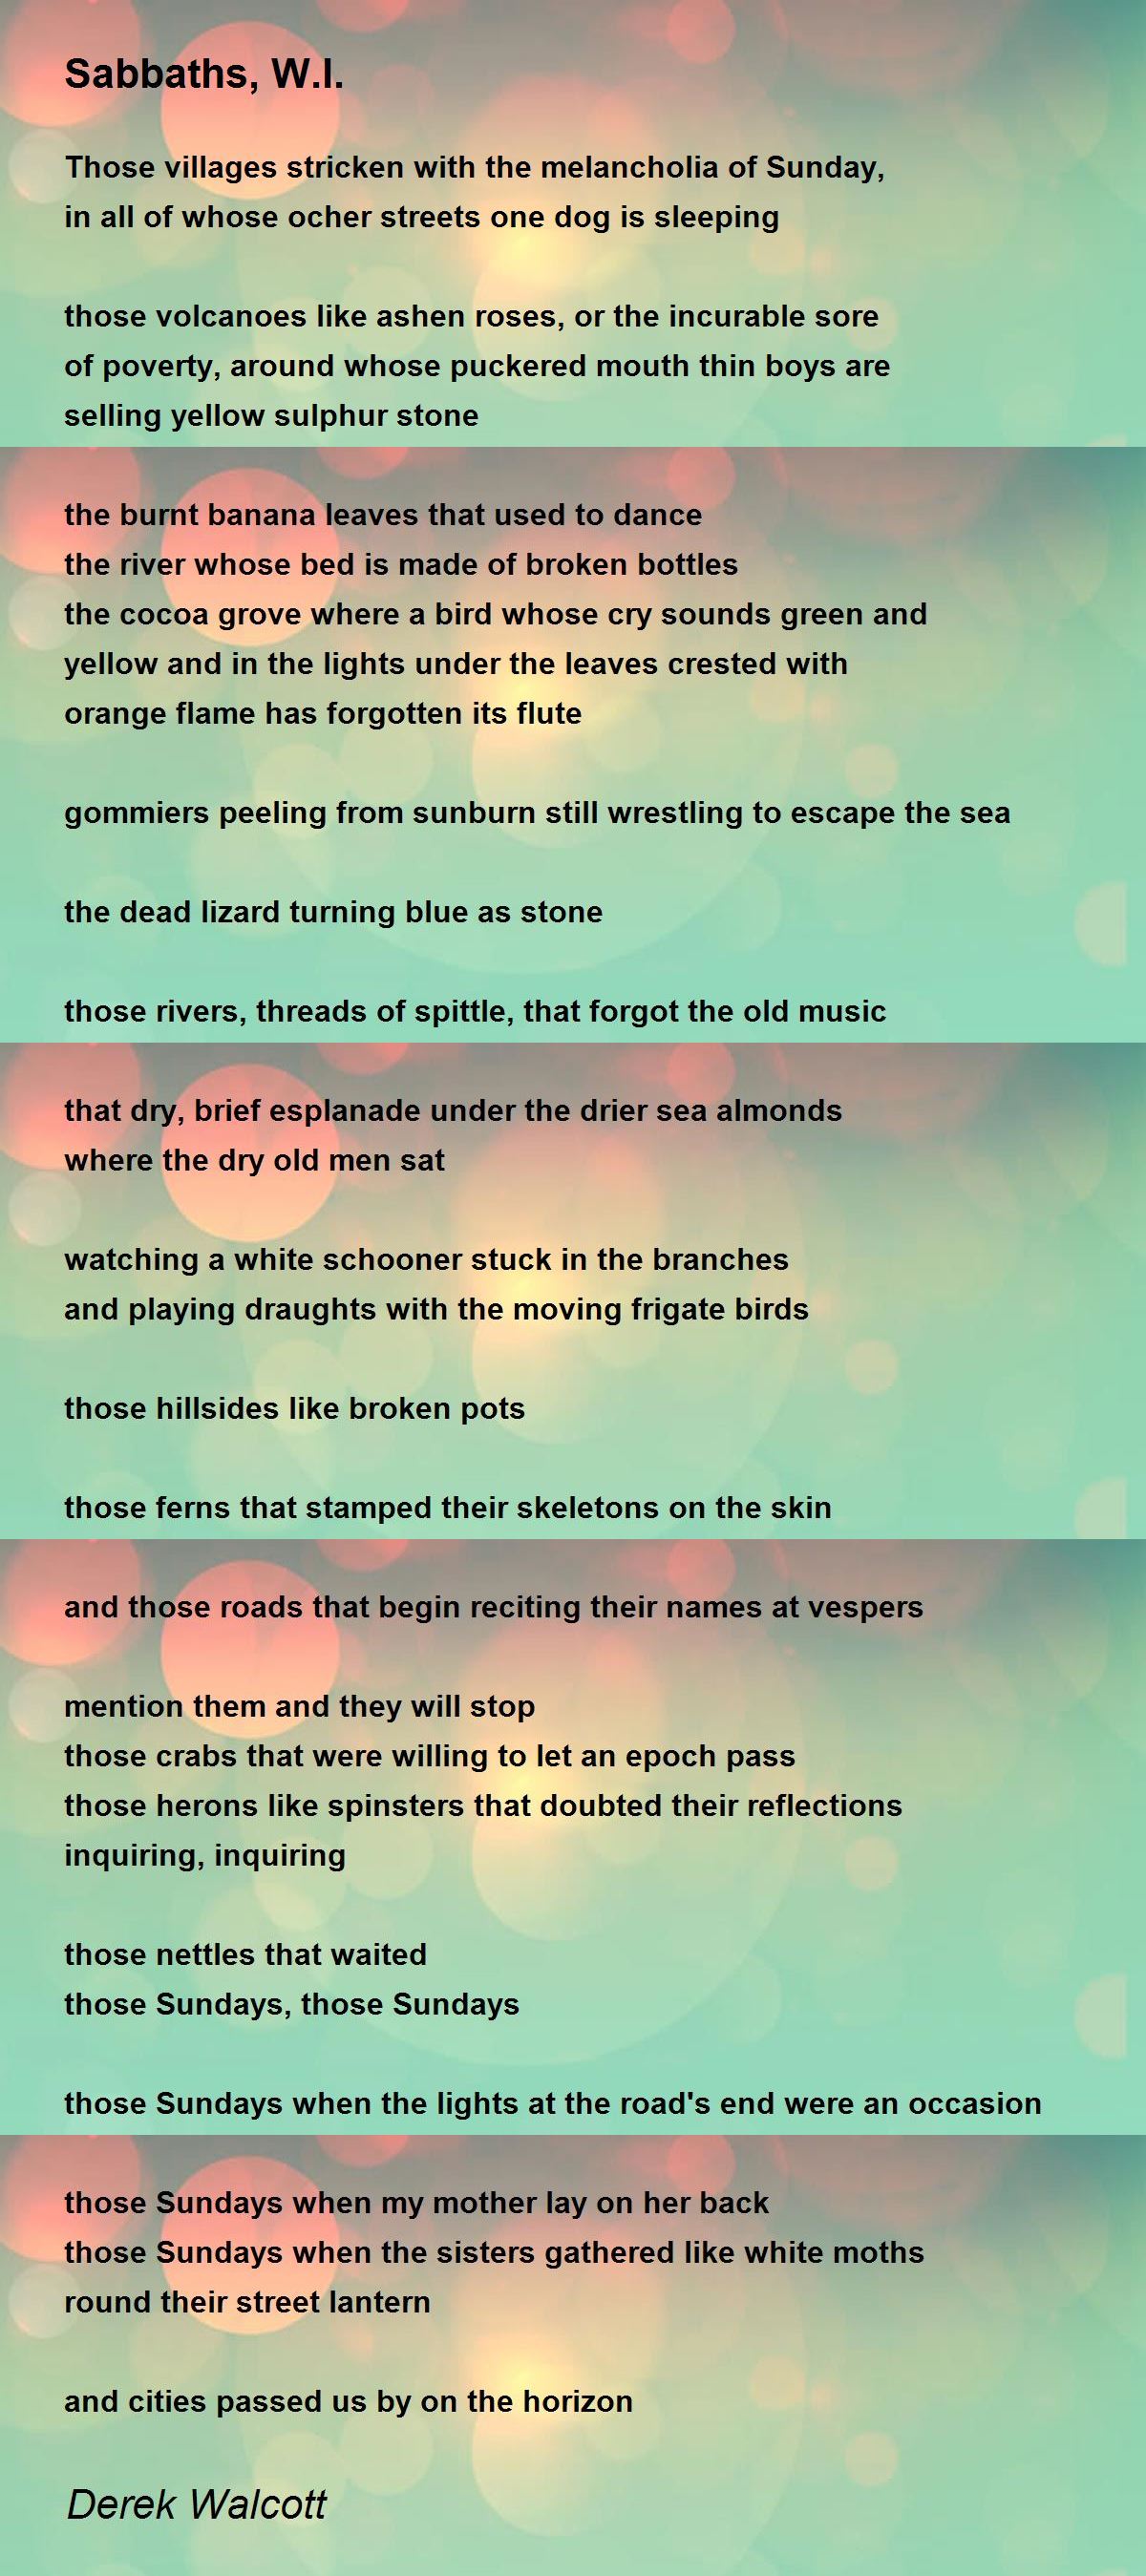 Sabbaths, W.I.
Those villages stricken with the melancholia of Sunday,
in all of whose ocher streets one dog is sleeping
those volcanoes like ashen roses, or the incurable sore
of poverty, around whose puckered mouth thin boys are
selling yellow sulphur stone
the burnt banana leaves that used to dance
the river whose bed is made of broken bottles
the cocoa grove where a bird whose cry sounds green and
yellow and in the lights under the leaves crested with
orange flame has forgotten its flute
gommiers peeling from sunburn still wrestling to escape the sea
the dead lizard turning blue as stone
those rivers, threads of spittle, that forgot the old music
that dry, brief esplanade under the drier sea almonds
where the dry old men sat
watching a white schooner stuck in the branches
and playing draughts with the moving frigate birds
those hillsides like broken pots
those ferns that stamped their skeletons on the skin
and those roads that begin reciting their names at vespers
mention them and they will stop
those crabs that were willing to let an epoch pass
those herons like spinsters that doubted their reflections
inquiring, inquiring
those nettles that waited
those Sundays, those Sundays
those Sundays when the lights at the road's end were an occasion
those Sundays when my mother lay on her back
those Sundays when the sisters gathered like white moths
round their street lantern
and cities passed us by on the horizon
Derek Walcott